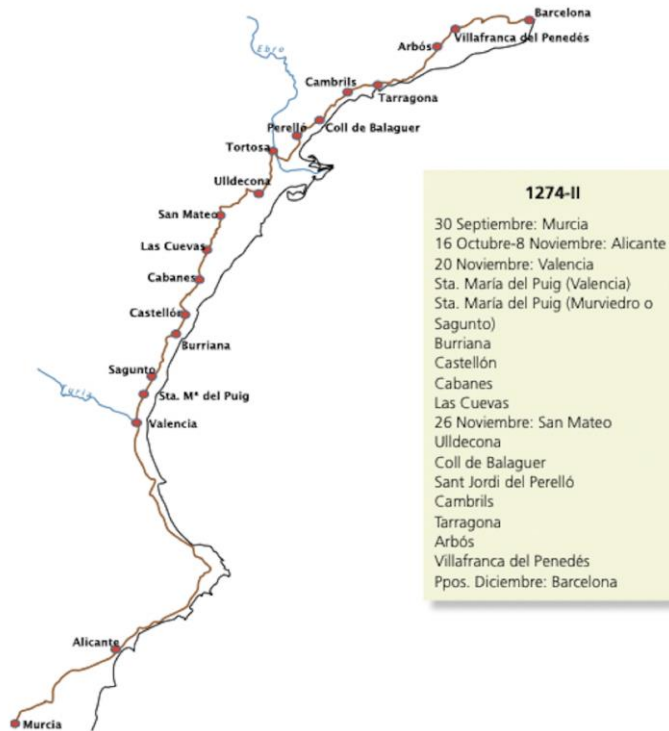 Barcelona
Villafranca del Penedés
Arbós
Ebro
Cambrils
Tarragona
Perelló
Coll de Balaguer
Tortosa
Ulldecona
San Mateo
Las Cuevas
Cabanes
Castellón
Burriana
Sagunto
Turia
Sta. Mª del Puig
Valencia
Alicante
Murcia
1274-II
30 Septiembre: Murcia
16 Octubre-8 Noviembre: Alicante
20 Noviembre: Valencia
Sta. María del Puig (Valencia)
Sta. María del Puig (Murviedro o
Sagunto)
Burriana
Castellón
Cabanes
Las Cuevas
26 Noviembre: San Mateo
Ulldecona
Coll de Balaguer
Sant Jordi del Perelló
Cambrils
Tarragona
Arbós
Villafranca del Penedés
Ppos. Diciembre: Barcelona